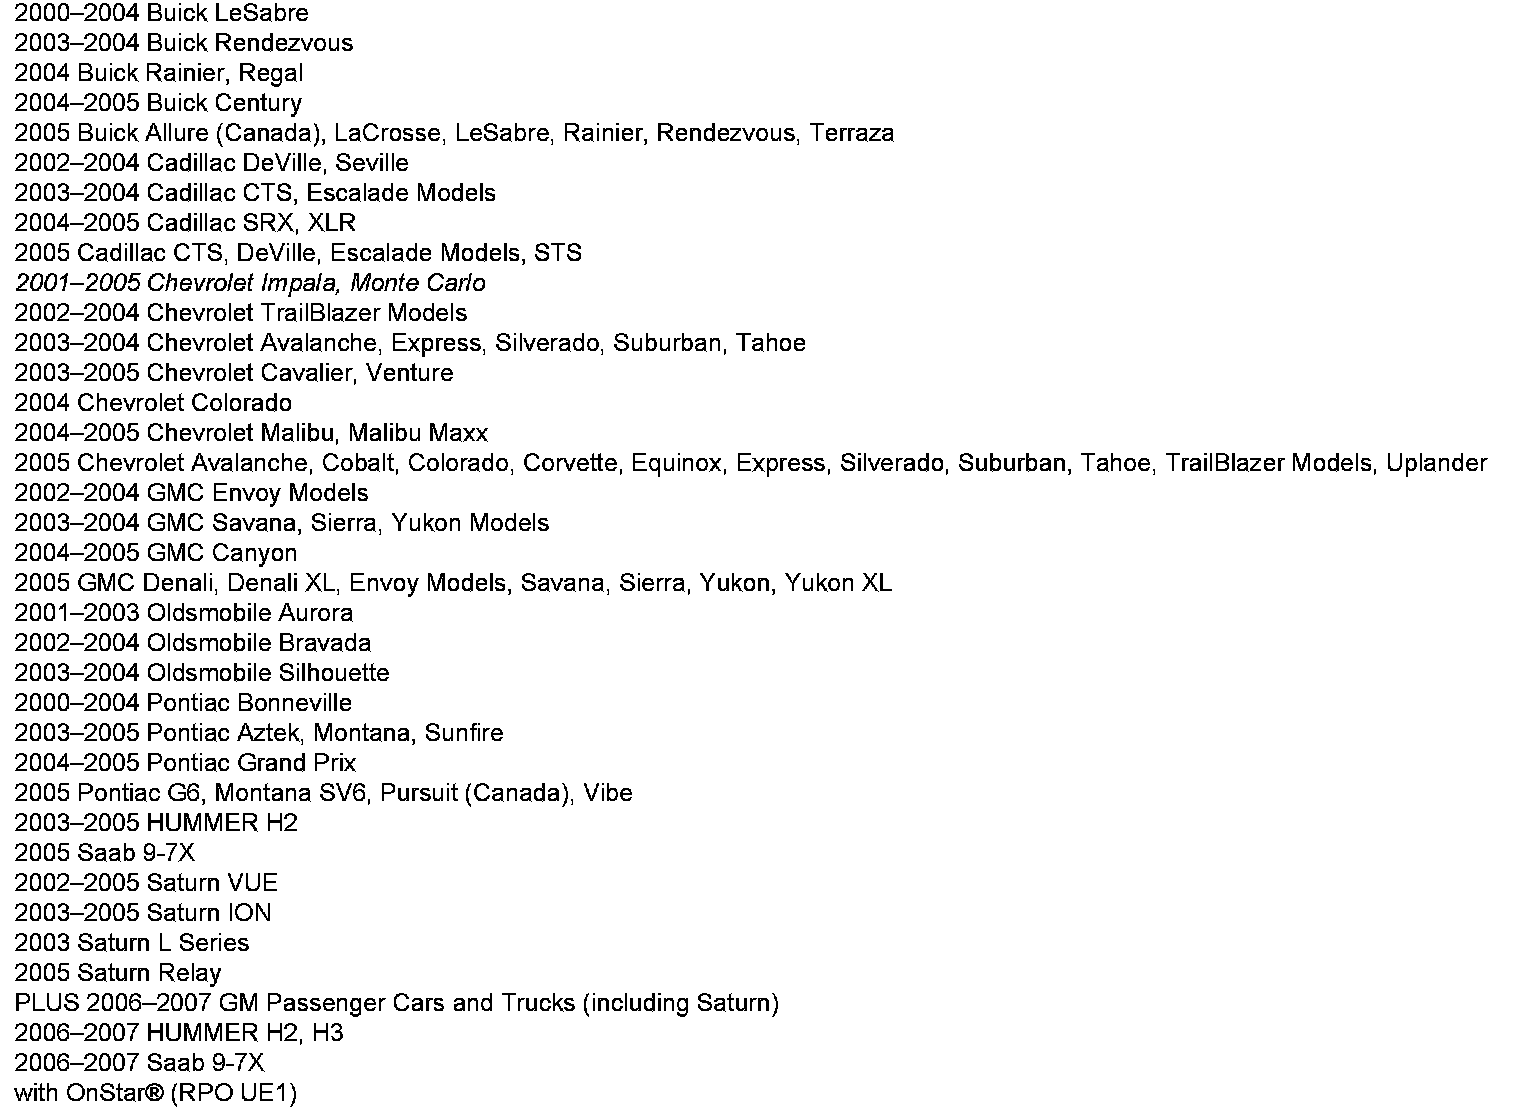 2000–2004 Buick LeSabre
2003–2004 Buick Rendezvous
2004 Buick Rainier, Regal
2004–2005 Buick Century
2005 Buick Allure (Canada), LaCrosse, LeSabre, Rainier, Rendezvous, Terraza
2002–2004 Cadillac DeVille, Seville
2003–2004 Cadillac CTS, Escalade Models
2004–2005 Cadillac SRX, XLR
2005 Cadillac CTS, DeVille, Escalade Models, STS
2001–2005 Chevrolet Impala, Monte Carlo
2002–2004 Chevrolet TrailBlazer Models
2003–2004 Chevrolet Avalanche, Express, Silverado, Suburban, Tahoe
2003–2005 Chevrolet Cavalier, Venture
2004 Chevrolet Colorado
2004–2005 Chevrolet Malibu, Malibu Maxx
2005 Chevrolet Avalanche, Cobalt, Colorado, Corvette, Equinox, Express, Silverado, Suburban, Tahoe, TrailBlazer Models, Uplander
2002–2004 GMC Envoy Models
2003–2004 GMC Savana, Sierra, Yukon Models
2004–2005 GMC Canyon
2005 GMC Denali, Denali XL, Envoy Models, Savana, Sierra, Yukon, Yukon XL
2001–2003 Oldsmobile Aurora
2002–2004 Oldsmobile Bravada
2003–2004 Oldsmobile Silhouette
2000–2004 Pontiac Bonneville
2003–2005 Pontiac Aztek, Montana, Sunfire
2004–2005 Pontiac Grand Prix
2005 Pontiac G6, Montana SV6, Pursuit (Canada), Vibe
2003–2005 HUMMER H2
2005 Saab 9-7X
2002–2005 Saturn VUE
2003–2005 Saturn ION
2003 Saturn L Series
2005 Saturn Relay
PLUS 2006–2007 GM Passenger Cars and Trucks (including Saturn)
2006–2007 HUMMER H2, H3
2006–2007 Saab 9-7X
with OnStar® (RPO UE1)